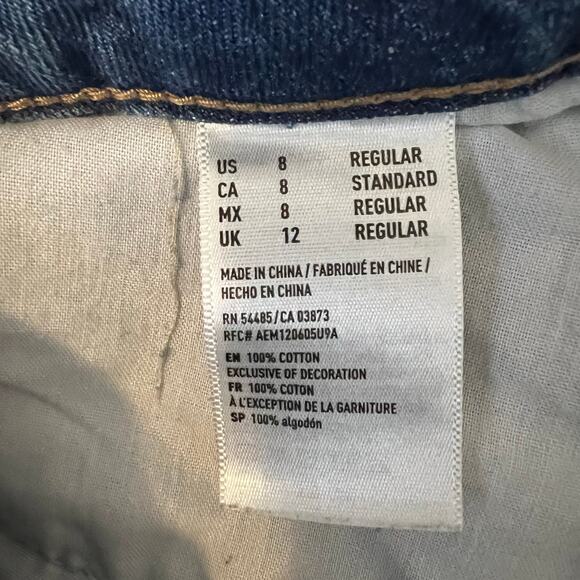 US 8 REGULAR
CA 8 STANDARD
MX 8 REGULAR
UK 12 REGULAR
MADE IN CHINA / FABRIQUÉ EN CHINE /
HECHO EN CHINA
RN 54485/CA 03873
RFC# AEM120605U9A
EN 100% COTTON
EXCLUSIVE OF DECORATION
FR 100% COTON
À L'EXCEPTION DE LA GARNITURE
SP 100% algodón